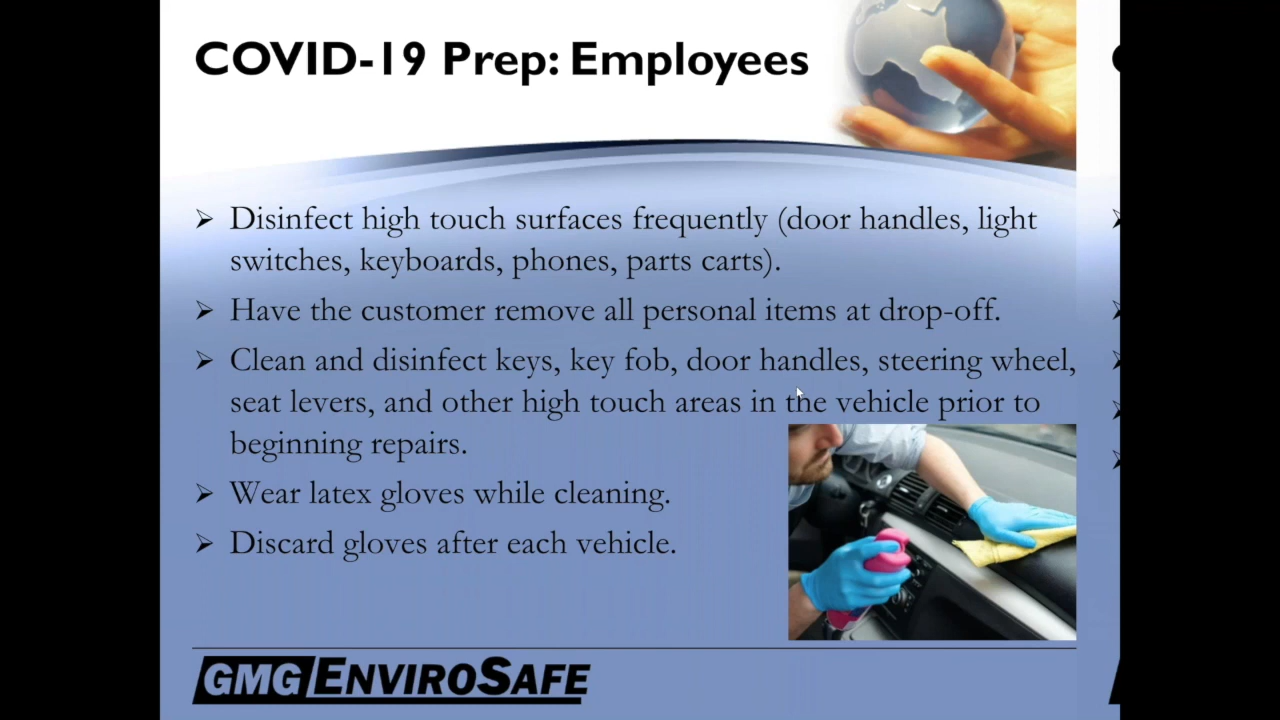 COVID-19 Prep: Employees
➢ Disinfect high touch surfaces frequently (door handles, light
switches, keyboards, phones, parts carts).
➢ Have the customer remove all personal items at drop-off.
➢ Clean and disinfect keys, key fob, door handles, steering wheel,
seat levers, and other high touch areas in the vehicle prior to
beginning repairs.
➢ Wear latex gloves while cleaning.
➢ Discard gloves after each vehicle.
GMG ENVIROSAFE